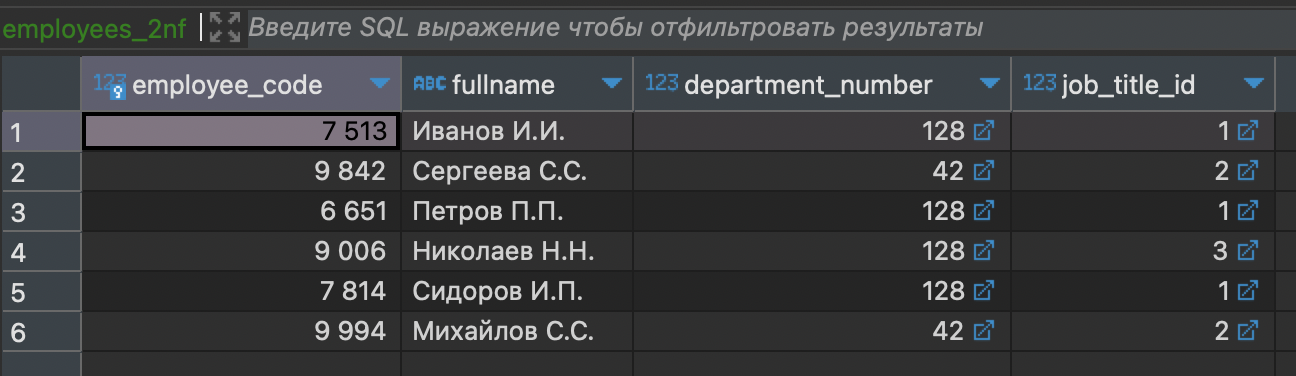 employees_2nf Введите SQL выражение чтобы отфильтровать результаты
123 employee_code ABC fullname 123 department_number 123 job_title_id
1 7 513 Иванов И.И. 128 1
2 9 842 Сергеева С.С. 42 2
3 6 651 Петров П.П. 128 1
4 9 006 Николаев Н.Н. 128 3
5 7 814 Сидоров И.П. 128 1
6 9 994 Михайлов С.С. 42 2